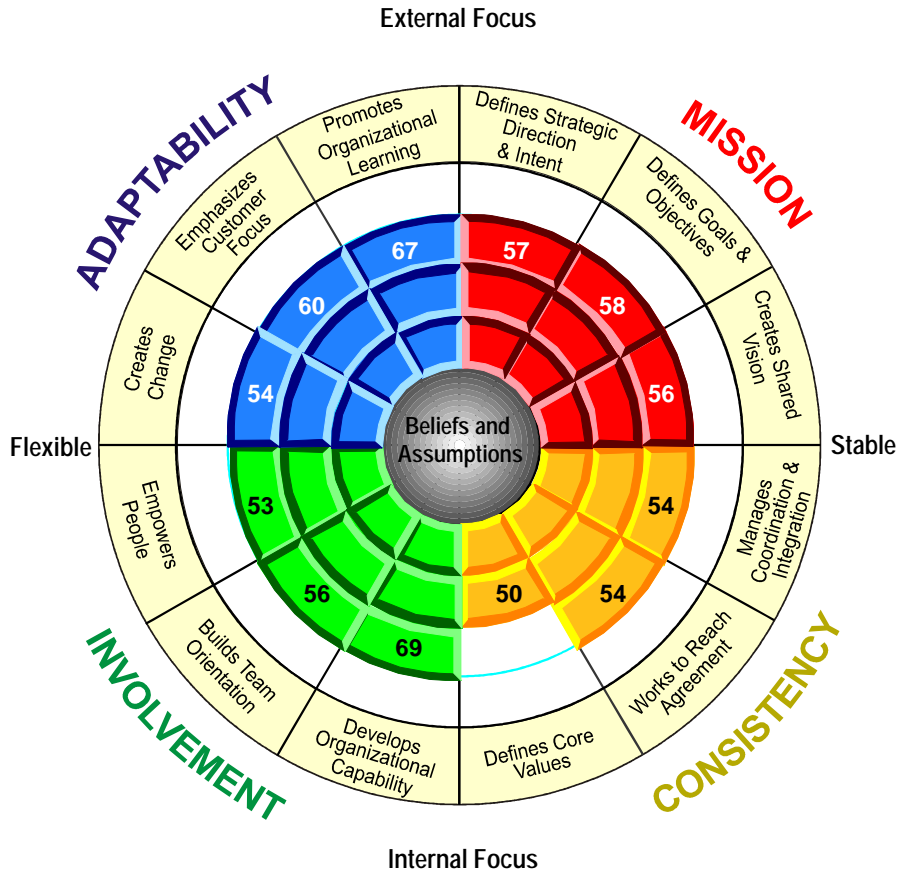 External Focus
ADAPTABILITY
MISSION
Promotes
Organizational
Learning
Defines Strategic
Direction
& Intent
Emphasizes
Customer
Focus
Defines Goals &
Objectives
Creates
Change
Creates Shared
Vision
67
57
60
58
54
56
Flexible
Beliefs and
Assumptions
Stable
53
54
56
54
50
69
Empowers
People
Manages
Coordination &
Integration
Builds Team
Orientation
Works to Reach
Agreement
Develops
Organizational
Capability
Defines Core
Values
INVOLVEMENT
CONSISTENCY
Internal Focus